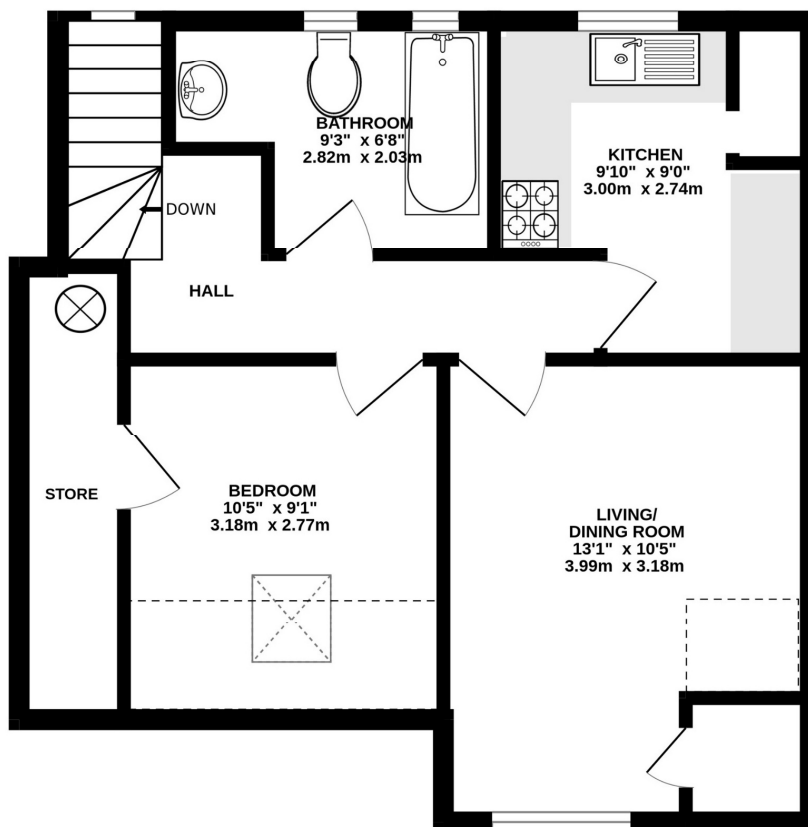 BATHROOM
9'3" x 6'8"
2.82m x 2.03m
KITCHEN
9'10" x 9'0"
3.00m x 2.74m
DOWN
HALL
STORE
BEDROOM
10'5" x 9'1"
3.18m x 2.77m
LIVING/
DINING ROOM
13'1" x 10'5"
3.99m x 3.18m